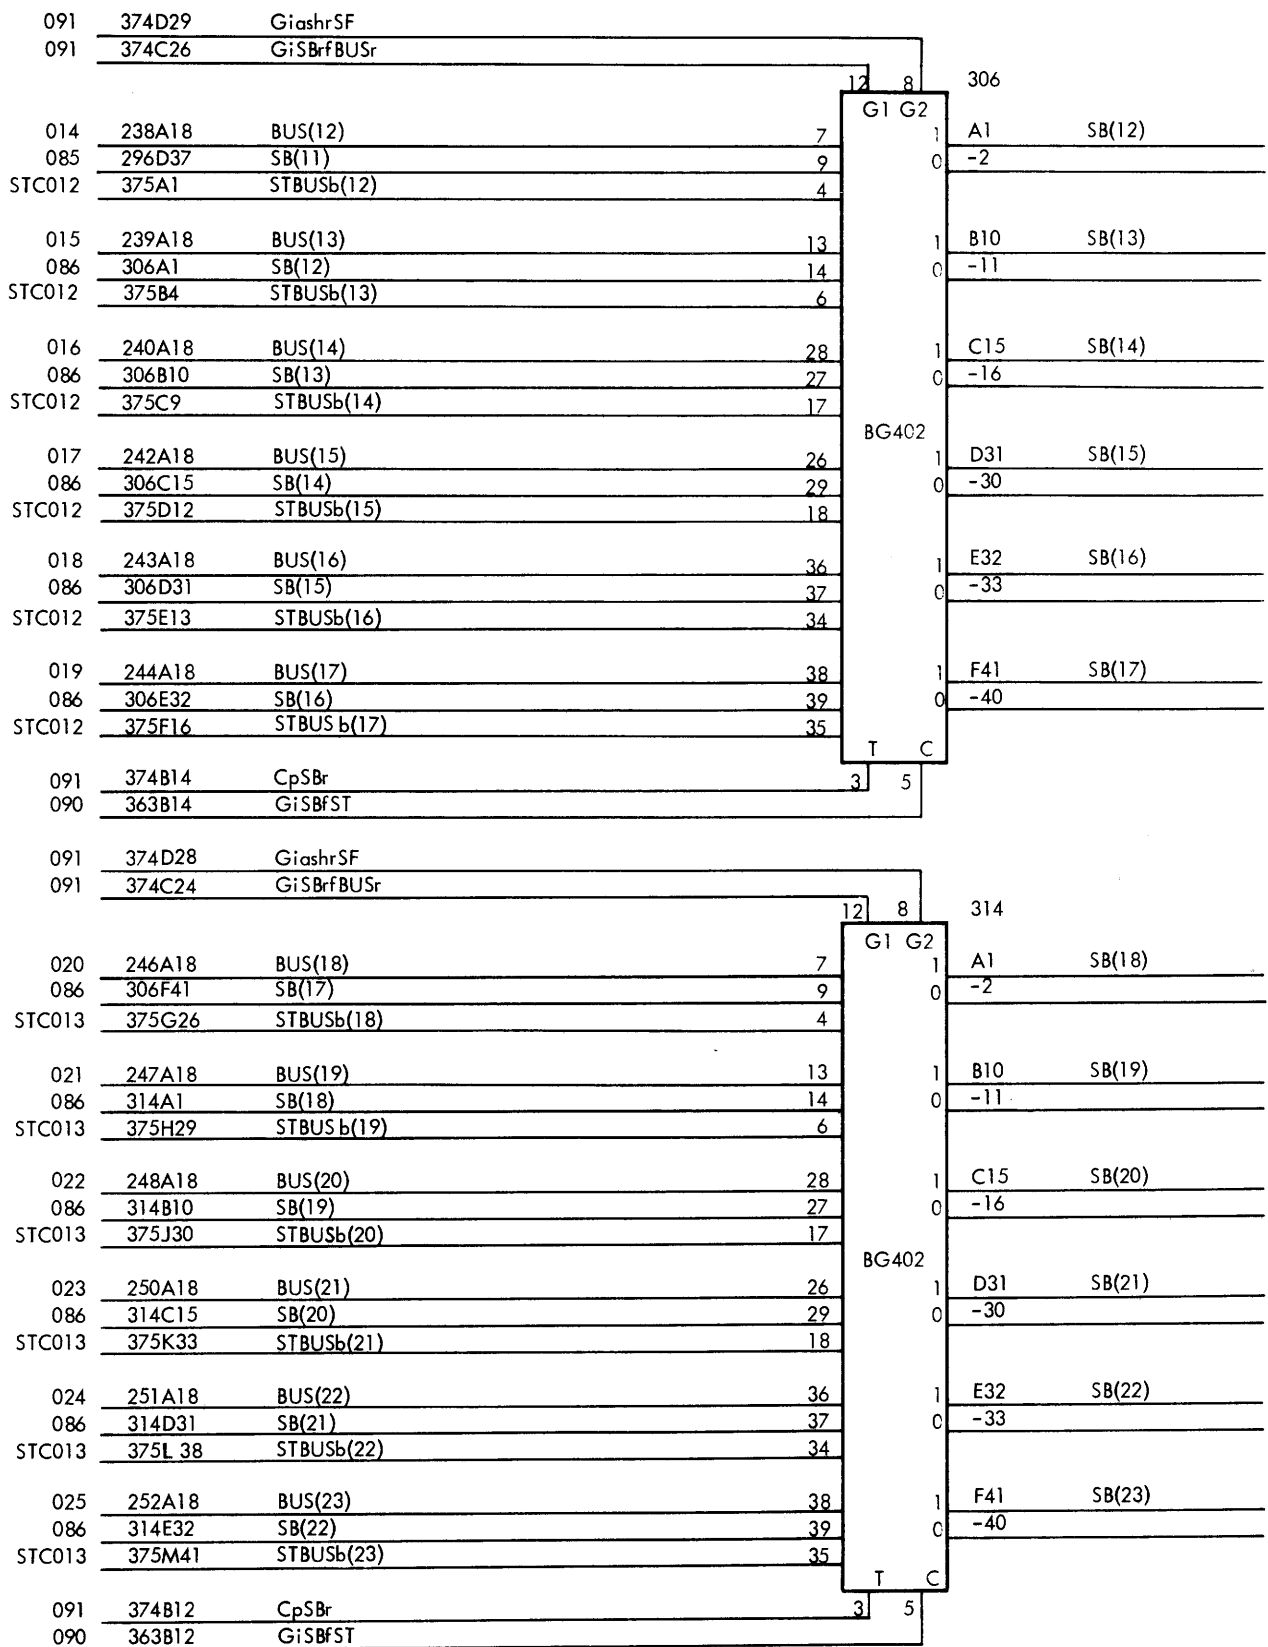 091 374D29 GiashrSF
091 374C26 GiSBrfBUSr
12 8 306
G1 G2
014 238A18 BUS(12) 7 1 A1 SB(12)
085 296D37 SB(11) 9 0 -2
STC012 375A1 STBUSb(12) 4
015 239A18 BUS(13) 13 1 B10 SB(13)
086 306A1 SB(12) 14 0 -11
STC012 375B4 STBUSb(13) 6
016 240A18 BUS(14) 28 1 C15 SB(14)
086 306B10 SB(13) 27 0 -16
STC012 375C9 STBUSb(14) 17
BG402
017 242A18 BUS(15) 26 1 D31 SB(15)
086 306C15 SB(14) 29 0 -30
STC012 375D12 STBUSb(15) 18
018 243A18 BUS(16) 36 1 E32 SB(16)
086 306D31 SB(15) 37 0 -33
STC012 375E13 STBUSb(16) 34
019 244A18 BUS(17) 38 1 F41 SB(17)
086 306E32 SB(16) 39 0 -40
STC012 375F16 STBUSb(17) 35
T C
091 374B14 CpSBr 3 5
090 363B14 GiSBfST
091 374D28 GiashrSF
091 374C24 GiSBrfBUSr
12 8 314
G1 G2
020 246A18 BUS(18) 7 1 A1 SB(18)
086 306F41 SB(17) 9 0 -2
STC013 375G26 STBUSb(18) 4
021 247A18 BUS(19) 13 1 B10 SB(19)
086 314A1 SB(18) 14 0 -11
STC013 375H29 STBUSb(19) 6
022 248A18 BUS(20) 28 1 C15 SB(20)
086 314B10 SB(19) 27 0 -16
STC013 375J30 STBUSb(20) 17
BG402
023 250A18 BUS(21) 26 1 D31 SB(21)
086 314C15 SB(20) 29 0 -30
STC013 375K33 STBUSb(21) 18
024 251A18 BUS(22) 36 1 E32 SB(22)
086 314D31 SB(21) 37 0 -33
STC013 375L 38 STBUSb(22) 34
025 252A18 BUS(23) 38 1 F41 SB(23)
086 314E32 SB(22) 39 0 -40
STC013 375M41 STBUSb(23) 35
T C
091 374B12 CpSBr 3 5
090 363B12 GiSBfST